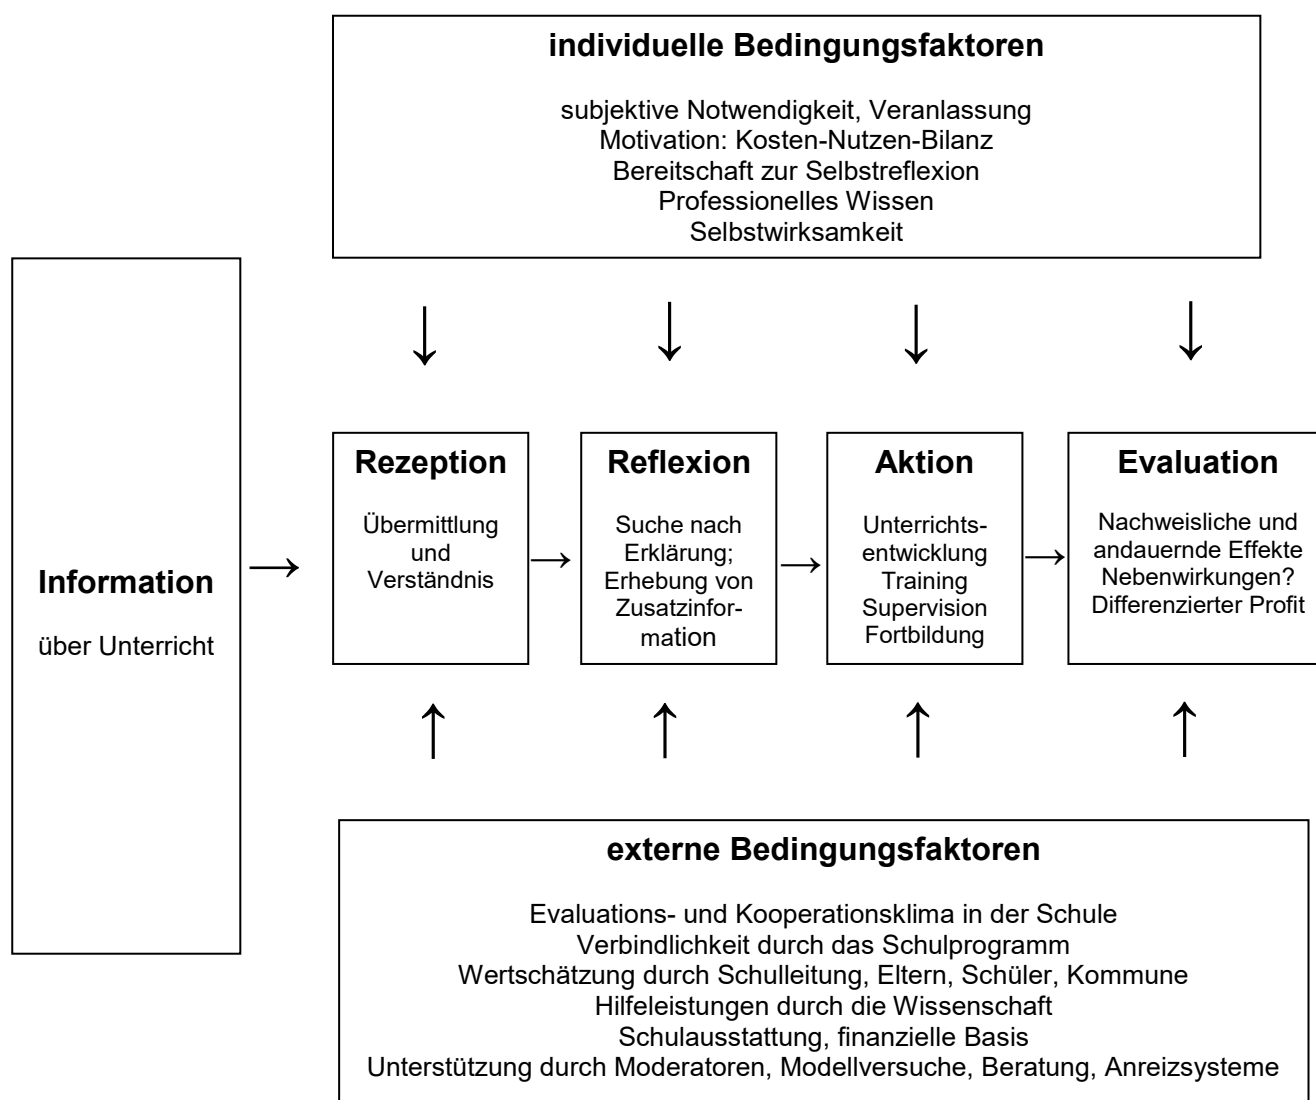 individuelle Bedingungsfaktoren
subjektive Notwendigkeit, Veranlassung
Motivation: Kosten-Nutzen-Bilanz
Bereitschaft zur Selbstreflexion
Professionelles Wissen
Selbstwirksamkeit
Information
über Unterricht
Rezeption
Übermittlung
und
Verständnis
Reflexion
Suche nach
Erklärung;
Erhebung von
Zusatzinfor-
mation
Aktion
Unterrichts-
entwicklung
Training
Supervision
Fortbildung
Evaluation
Nachweisliche und
andauernde Effekte
Nebenwirkungen?
Differenzierter Profit
externe Bedingungsfaktoren
Evaluations- und Kooperationsklima in der Schule
Verbindlichkeit durch das Schulprogramm
Wertschätzung durch Schulleitung, Eltern, Schüler, Kommune
Hilfeleistungen durch die Wissenschaft
Schulausstattung, finanzielle Basis
Unterstützung durch Moderatoren, Modellversuche, Beratung, Anreizsysteme